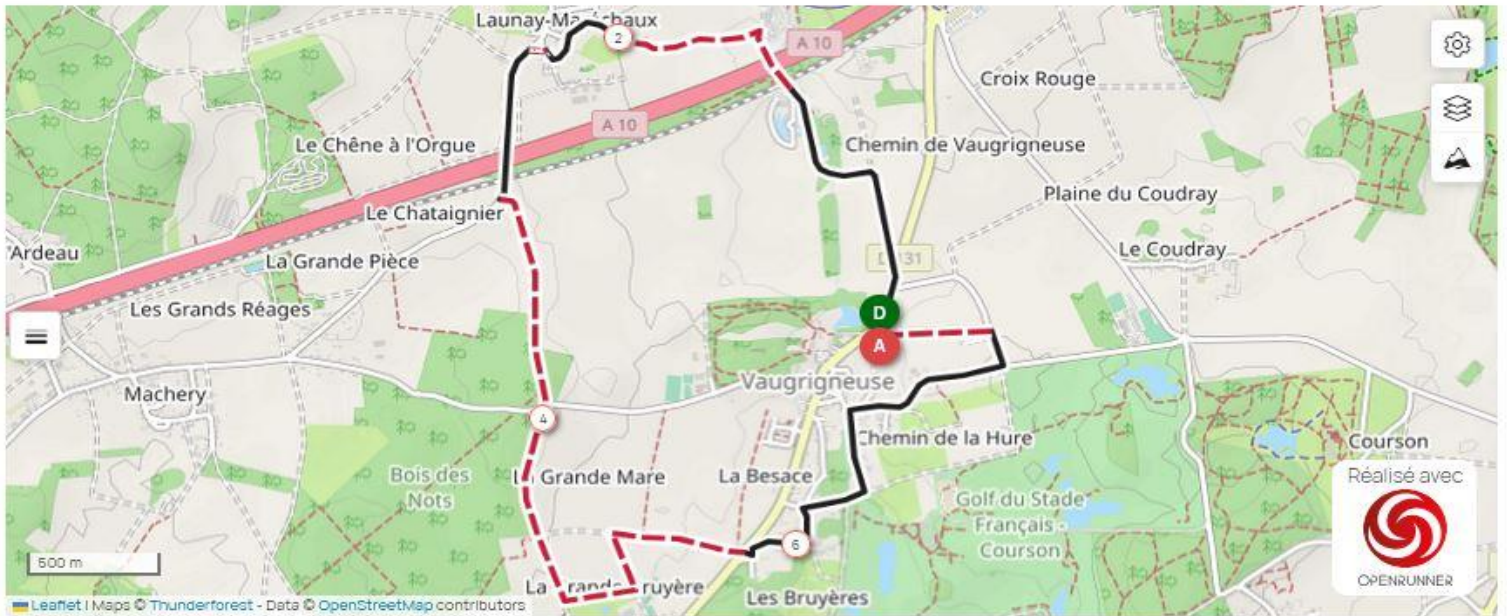 Launay-Maréchaux
2
A 10
Croix Rouge
A 10
Le Chêne à l'Orgue
Chemin de Vaugrigneuse
Plaine du Coudray
Le Chataignier
Ardeau
La Grande Pièce
131
Le Coudray
Les Grands Réages
D
A
Vaugrigneuse
Machery
4
Chemin de la Hure
Courson
Bois des
Nots
Grande Mare
La Besace
Réalisé avec
Golf du Stade
Français -
Courson
6
500 m
OPENRUNNER
Les Bruyères
Leaflet | Maps © Thunderforest - Data © OpenStreetMap contributors